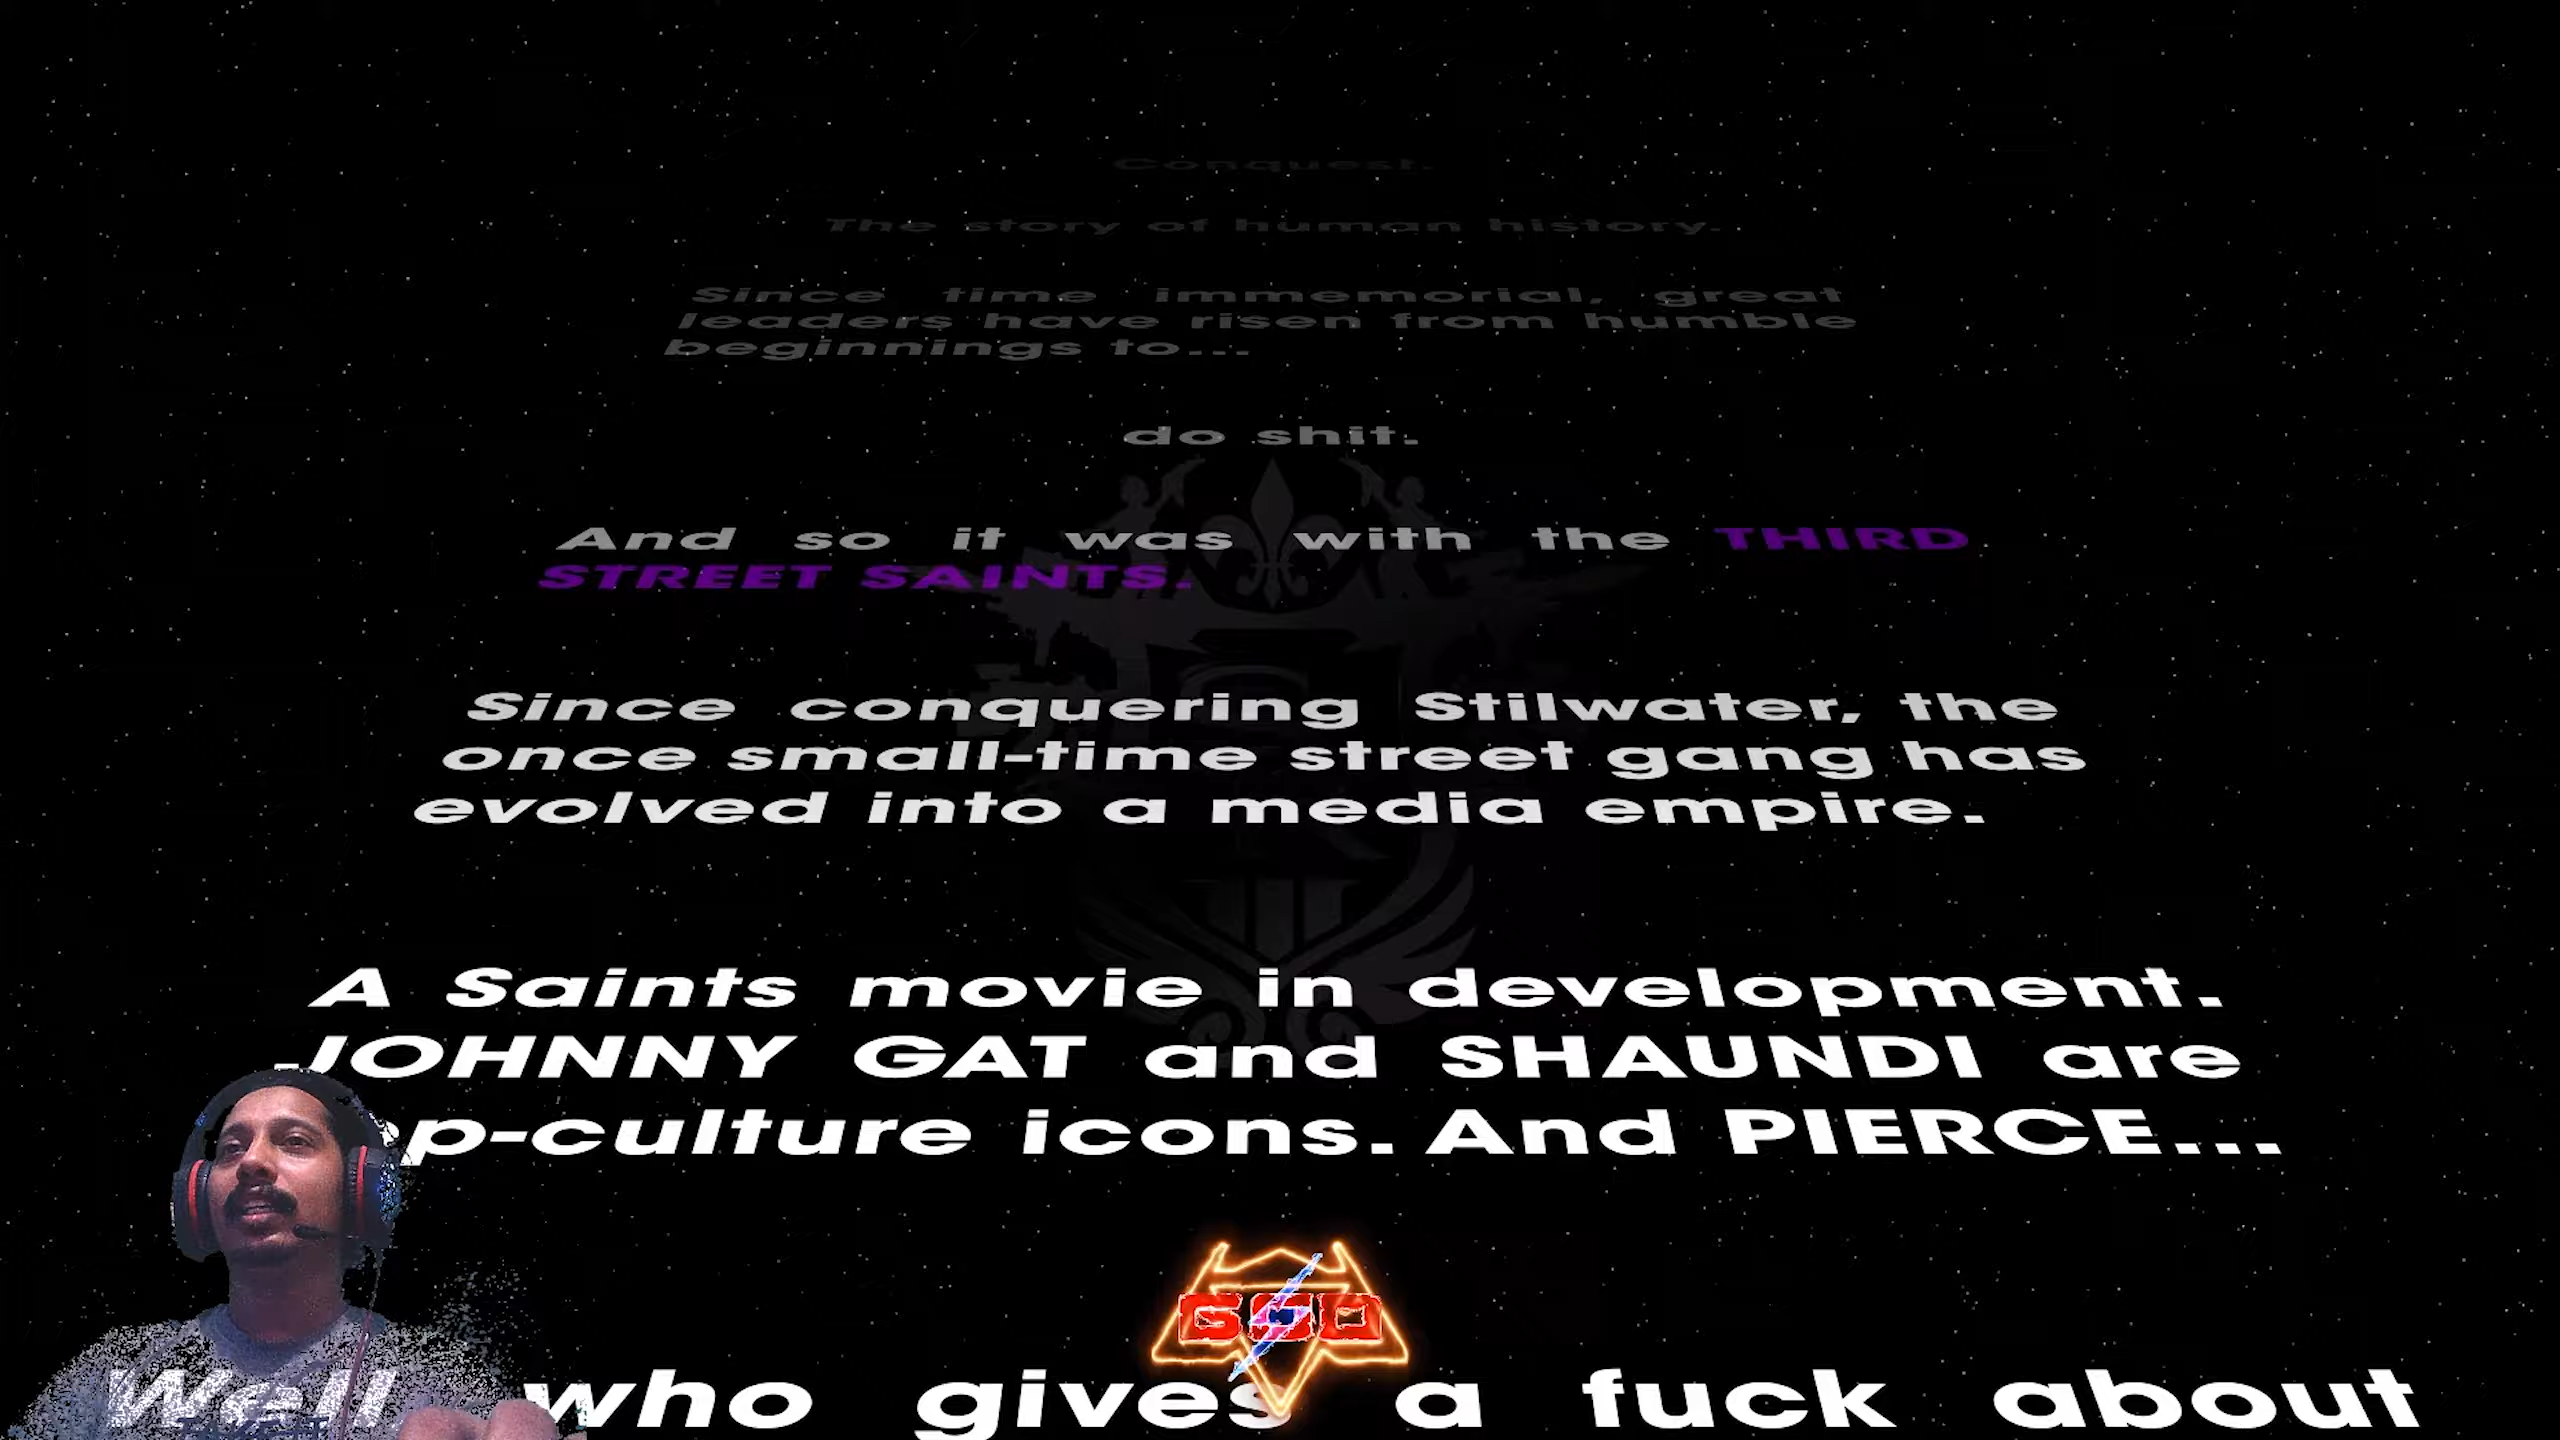 Conquest.
The story of human history.
Since time immemorial, great
leaders have risen from humble
beginnings to...
do shit.
And so it was with the THIRD
STREET SAINTS.
Since conquering Stilwater, the
once small-time street gang has
evolved into a media empire.
A Saints movie in development.
JOHNNY GAT and SHAUNDI are
p-culture icons. And PIERCE...
GSD
Well who gives a fuck about